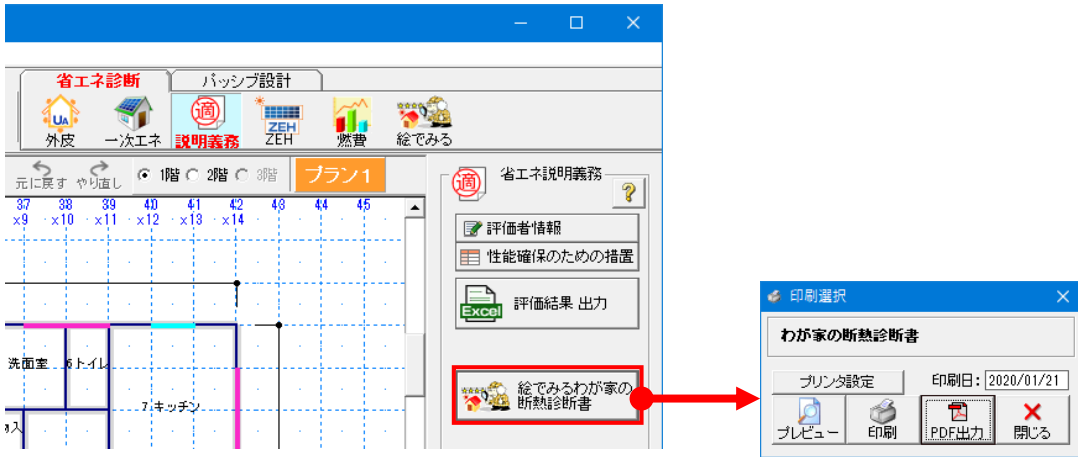 省エネ診断 パッシブ設計
UA 適 ZEH
外皮 一次エネ 説明義務 ZEH 燃費 絵でみる
元に戻す やり直し 1階 2階 3階 プラン1
37 38 39 40 41 42 43 44 45
x9 x10 x11 x12 x13 x14
洗面室 6トイレ
7 キッチン
適 省エネ説明義務
?
評価者情報
性能確保のための措置
Excel 評価結果 出力
絵でみるわが家の
断熱診断書
印刷選択
わが家の断熱診断書
プリンタ設定 印刷日: 2020/01/21
プレビュー 印刷 PDF出力 閉じる